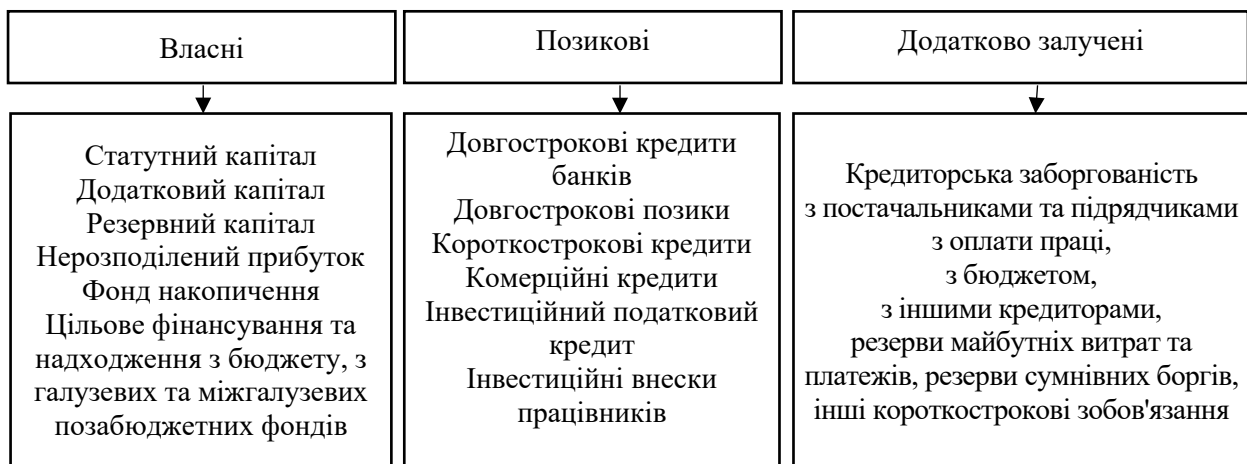 Власні
Статутний капітал
Додатковий капітал
Резервний капітал
Нерозподілений прибуток
Фонд накопичення
Цільове фінансування та
надходження з бюджету, з
галузевих та міжгалузевих
позабюджетних фондів
Позикові
Довгострокові кредити
банків
Довгострокові позики
Короткострокові кредити
Комерційні кредити
Інвестиційний податковий
кредит
Інвестиційні внески
працівників
Додатково залучені
Кредиторська заборгованість
з постачальниками та підрядчиками
з оплати праці,
з бюджетом,
з іншими кредиторами,
резерви майбутніх витрат та
платежів, резерви сумнівних боргів,
інші короткострокові зобов'язання